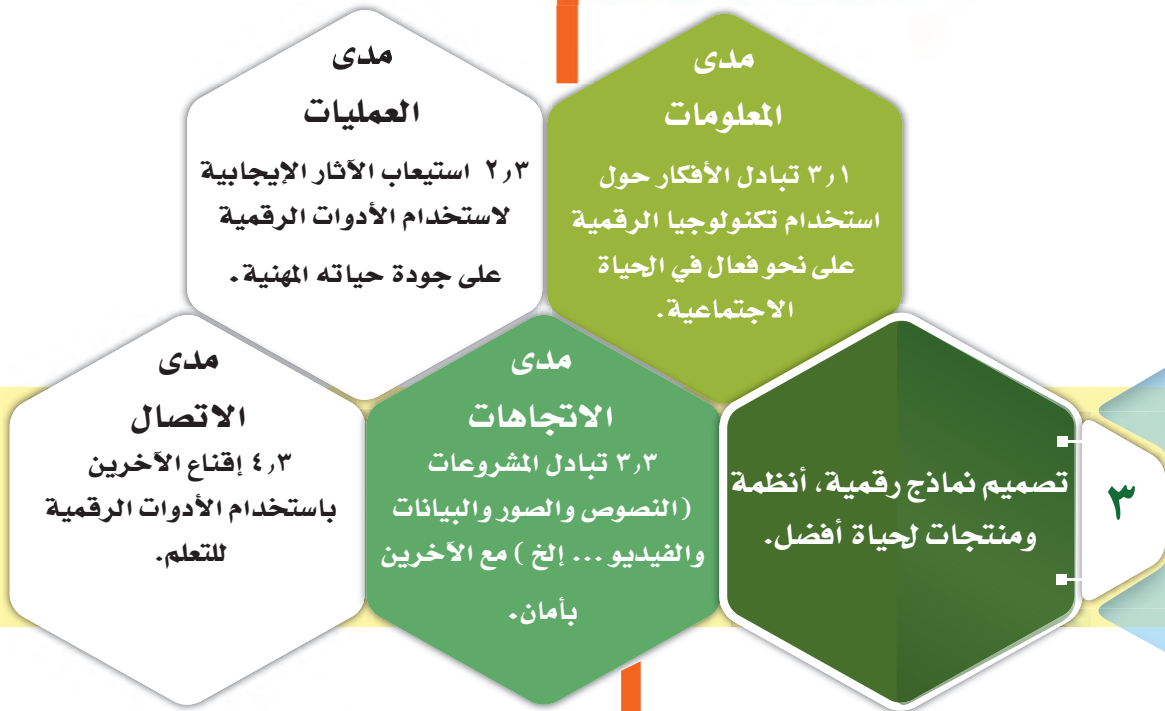 ٣
تصميم نماذج رقمية، أنظمة
ومنتجات لحياة أفضل.
مدى
المعلومات
٣٫١ تبادل الأفكار حول
استخدام تكنولوجيا الرقمية
على نحو فعال في الحياة
الاجتماعية.
مدى
العمليات
٢٫٣ استيعاب الآثار الإيجابية
لاستخدام الأدوات الرقمية
على جودة حياته المهنية.
مدى
الاتجاهات
٣٫٣ تبادل المشروعات
(النصوص والصور والبيانات
والفيديو ... إلخ ) مع الآخرين
بأمان.
مدى
الاتصال
٤٫٣ إقناع الآخرين
باستخدام الأدوات الرقمية
للتعلم.